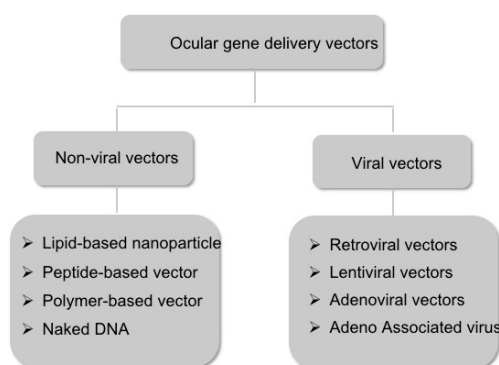 Ocular gene delivery vectors
Non-viral vectors
Viral vectors
➢ Lipid-based nanoparticle
➢ Peptide-based vector
➢ Polymer-based vector
➢ Naked DNA
➢ Retroviral vectors
➢ Lentiviral vectors
➢ Adenoviral vectors
➢ Adeno Associated virus